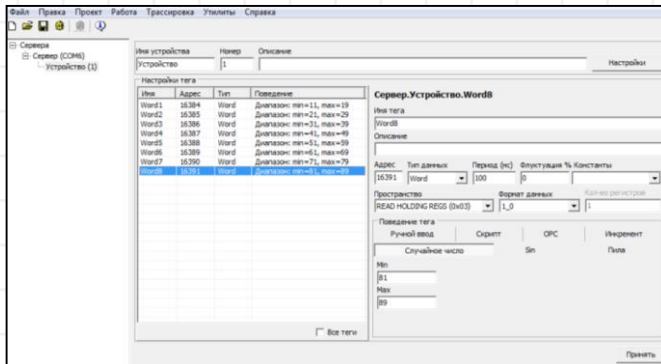 Файл Правка Проект Работа Трассировка Утилиты Справка
Сервера
Сервер (COM6)
Устройство (1)
Имя устройства Номер Описание
Устройство 1 Настройки
Настройки тега
Имя Адрес Тип Поведение
Word1 16384 Word Диапазон: min=11, max=19
Word2 16385 Word Диапазон: min=21, max=29
Word3 16386 Word Диапазон: min=31, max=39
Word4 16387 Word Диапазон: min=41, max=49
Word5 16388 Word Диапазон: min=51, max=59
Word6 16389 Word Диапазон: min=61, max=69
Word7 16390 Word Диапазон: min=71, max=79
Word8 16391 Word Диапазон: min=81, max=89
Все теги
Сервер.Устройство.Word8
Имя тега
Word8
Описание
Адрес Тип данных Период (мс) Флуктуация % Константы
16391 Word 100 0
Пространство Формат данных Кол-во регистров
READ HOLDING REGS (0x03) 1_0 1
Поведение тега
Ручной ввод Скрипт OPC Инкремент
Случайное число Sin Пила
Min
81
Max
89
Принять